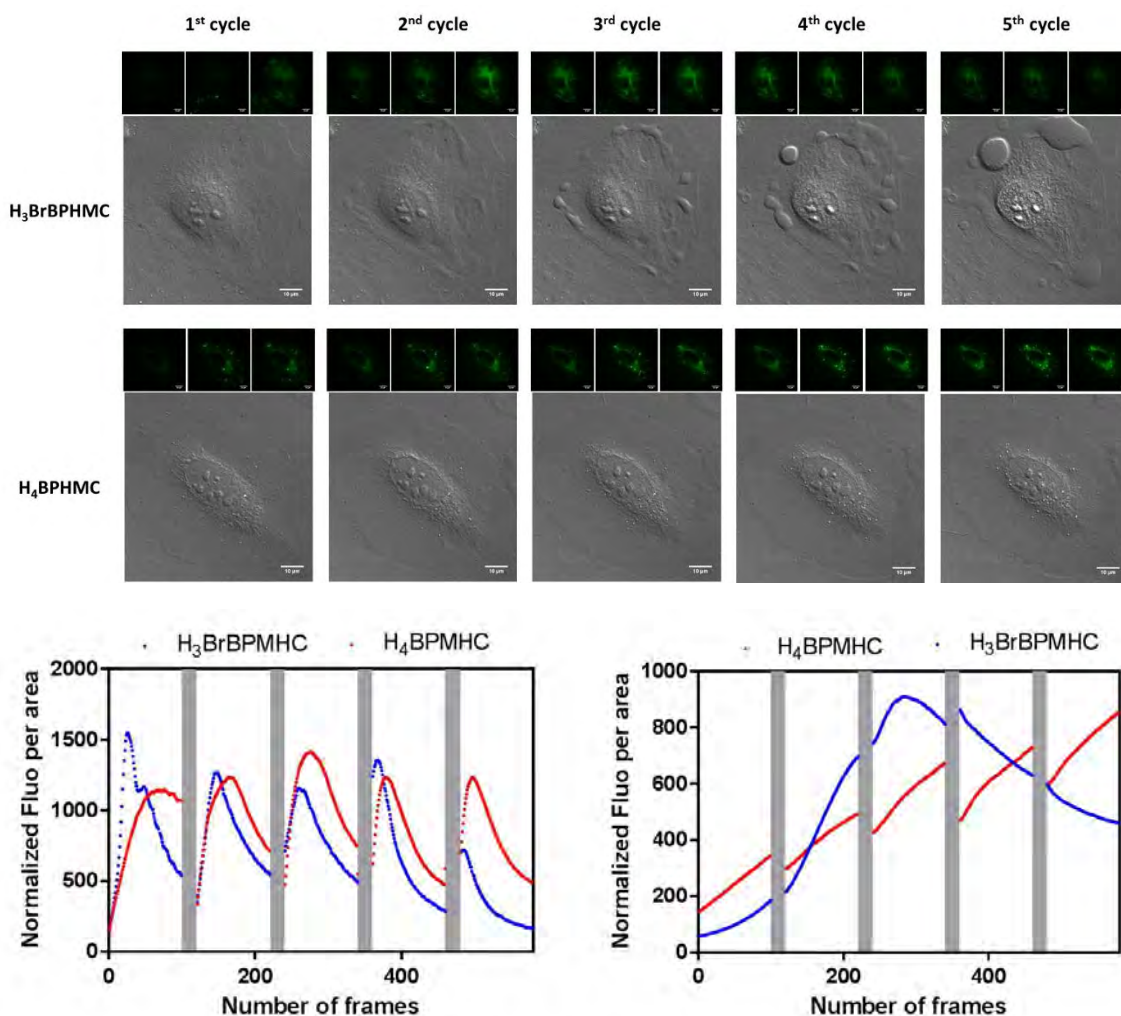 1st cycle 2nd cycle 3rd cycle 4th cycle 5th cycle
H3BrBPHMC
10 µm 10 µm 10 µm 10 µm 10 µm
H4BPHMC
10 µm 10 µm 10 µm 10 µm 10 µm
H3BrBPMHC H4BPMHC
2000
1500
1000
500
0
0 200 400
Normalized Fluo per area
Number of frames
H4BPMHC H3BrBPMHC
1000
800
600
400
200
0
0 200 400
Normalized Fluo per area
Number of frames